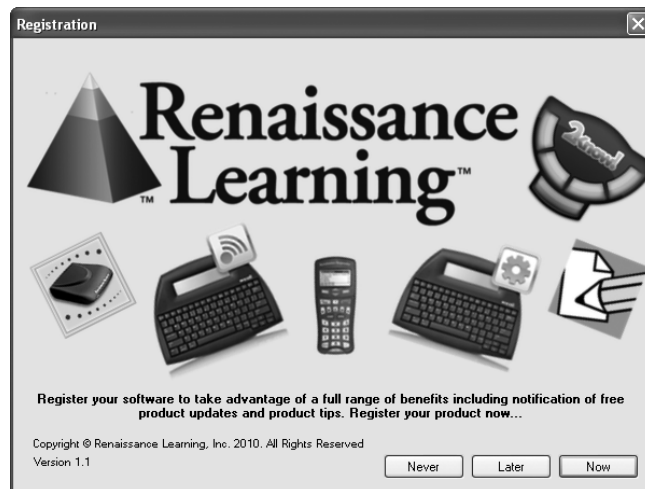 Registration
Renaissance
Learning™
™
2Know!
Register your software to take advantage of a full range of benefits including notification of free
product updates and product tips. Register your product now...
Copyright © Renaissance Learning, Inc. 2010. All Rights Reserved
Version 1.1
Never
Later
Now